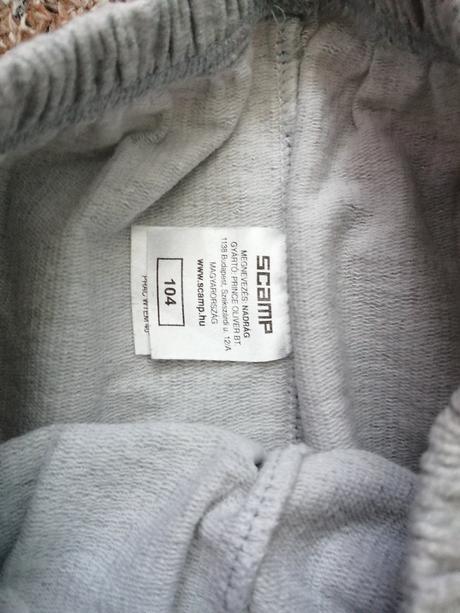 scamp
MEGNEVEZÉS: NADRÁG
GYÁRTÓ: PRINCE OLIVER BT.
1138 Budapest, Szekszárdi u. 12/A
MAGYARORSZÁG
www.scamp.hu
104